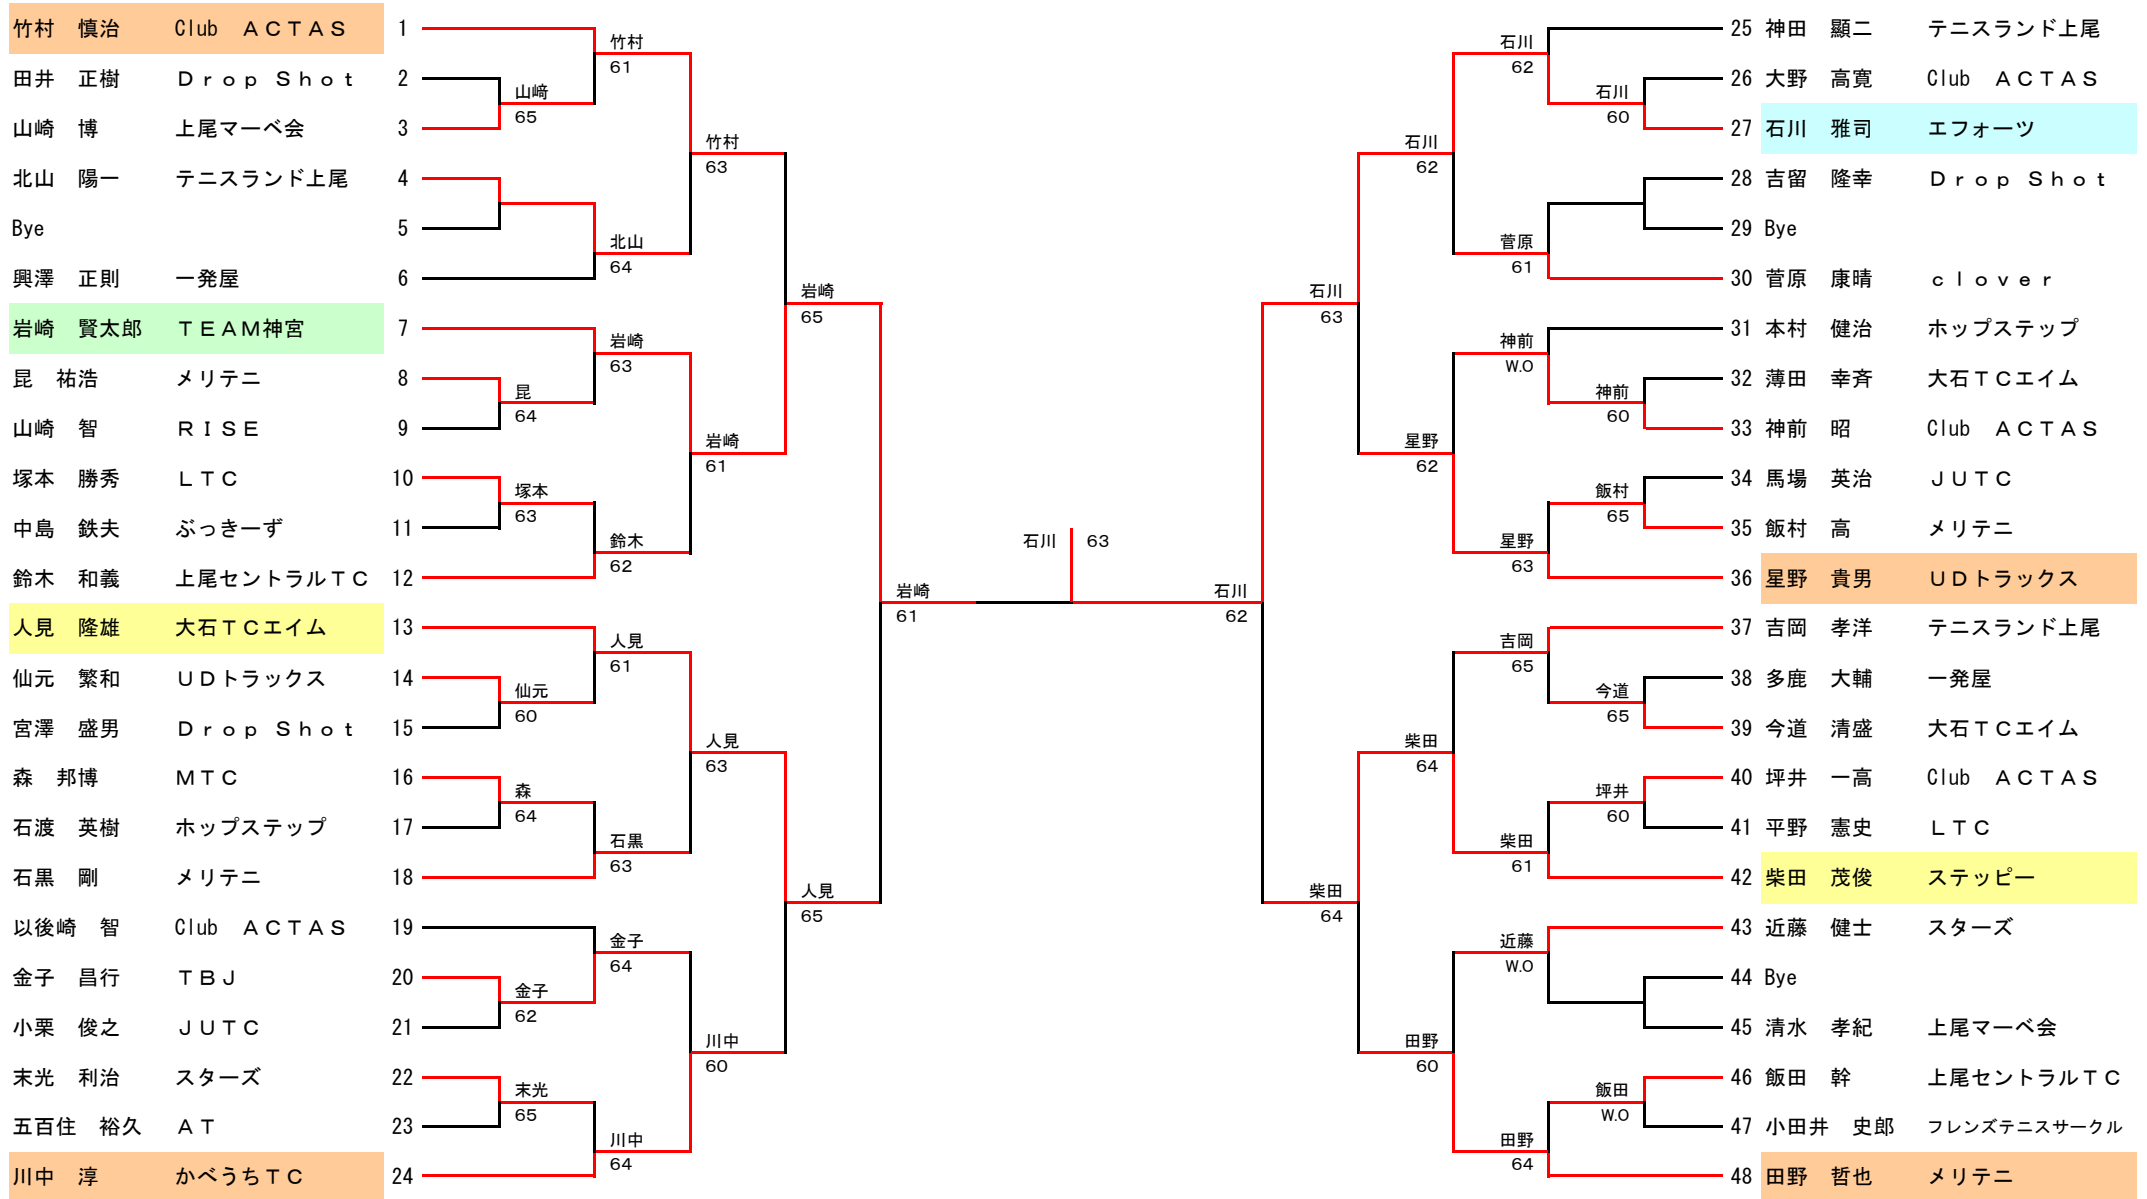 竹村　慎治　Club　ＡＣＴＡＳ　1
田井　正樹　Ｄｒｏｐ　Ｓｈｏｔ　2
山崎　博　上尾マーベ会　3
北山　陽一　テニスランド上尾　4
Bye　5
興澤　正則　一発屋　6
岩崎　賢太郎　ＴＥＡＭ神宮　7
昆　祐浩　メリテニ　8
山崎　智　ＲＩＳＥ　9
塚本　勝秀　ＬＴＣ　10
中島　鉄夫　ぶっきーず　11
鈴木　和義　上尾セントラルＴＣ　12
人見　隆雄　大石ＴＣエイム　13
仙元　繁和　ＵＤトラックス　14
宮澤　盛男　Ｄｒｏｐ　Ｓｈｏｔ　15
森　邦博　ＭＴＣ　16
石渡　英樹　ホップステップ　17
石黒　剛　メリテニ　18
以後崎　智　Club　ＡＣＴＡＳ　19
金子　昌行　ＴＢＪ　20
小栗　俊之　ＪＵＴＣ　21
末光　利治　スターズ　22
五百住　裕久　ＡＴ　23
川中　淳　かべうちＴＣ　24
山﨑
65
昆
64
塚本
63
仙元
60
森
64
金子
62
末光
65
竹村
61
北山
64
岩崎
63
鈴木
62
人見
61
石黒
63
金子
64
川中
64
竹村
63
岩崎
61
人見
63
川中
60
岩崎
65
人見
65
岩崎
61
石川　63
石川
62
石川
63
柴田
64
石川
62
星野
62
柴田
64
田野
60
石川
62
菅原
61
神前
W.O
星野
63
吉岡
65
柴田
61
近藤
W.O
田野
64
石川
60
神前
60
飯村
65
今道
65
坪井
60
飯田
W.O
25　神田　顯二　テニスランド上尾
26　大野　高寛　Club　ＡＣＴＡＳ
27　石川　雅司　エフォーツ
28　吉留　隆幸　Ｄｒｏｐ　Ｓｈｏｔ
29　Bye
30　菅原　康晴　ｃｌｏｖｅｒ
31　本村　健治　ホップステップ
32　薄田　幸斉　大石ＴＣエイム
33　神前　昭　Club　ＡＣＴＡＳ
34　馬場　英治　ＪＵＴＣ
35　飯村　高　メリテニ
36　星野　貴男　ＵＤトラックス
37　吉岡　孝洋　テニスランド上尾
38　多鹿　大輔　一発屋
39　今道　清盛　大石ＴＣエイム
40　坪井　一高　Club　ＡＣＴＡＳ
41　平野　憲史　ＬＴＣ
42　柴田　茂俊　ステッピー
43　近藤　健士　スターズ
44　Bye
45　清水　孝紀　上尾マーベ会
46　飯田　幹　上尾セントラルＴＣ
47　小田井　史郎　フレンズテニスサークル
48　田野　哲也　メリテニ